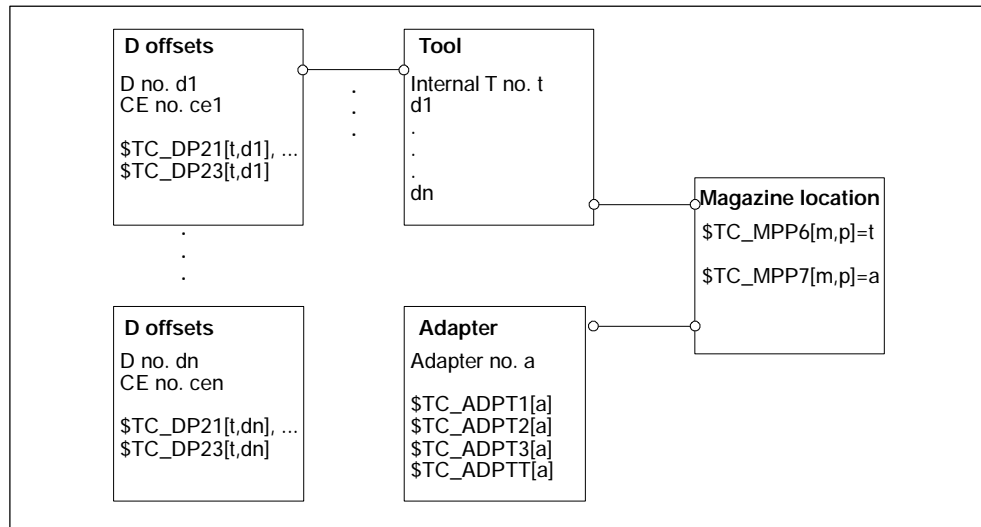 D offsets
D no. d1
CE no. ce1
$TC_DP21[t,d1], ...
$TC_DP23[t,d1]
.
.
.
Tool
Internal T no. t
d1
.
.
.
dn
.
.
.
Magazine location
$TC_MPP6[m,p]=t
$TC_MPP7[m,p]=a
D offsets
D no. dn
CE no. cen
$TC_DP21[t,dn], ...
$TC_DP23[t,dn]
Adapter
Adapter no. a
$TC_ADPT1[a]
$TC_ADPT2[a]
$TC_ADPT3[a]
$TC_ADPTT[a]